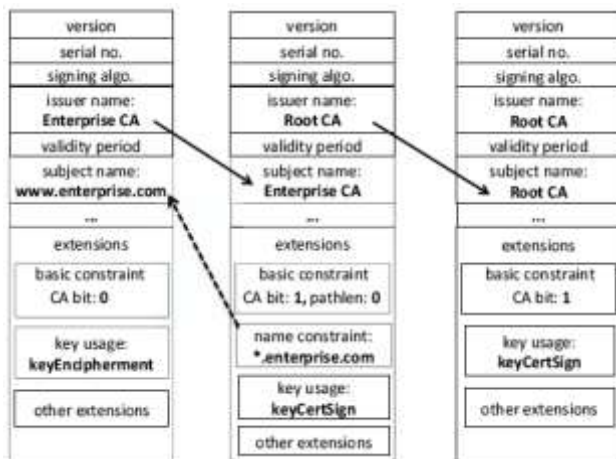 version
serial no.
signing algo.
issuer name:
Enterprise CA
validity period
subject name:
www.enterprise.com
...
extensions
basic constraint
CA bit: 0
key usage:
keyEncipherment
other extensions
version
serial no.
signing algo.
issuer name:
Root CA
validity period
subject name:
Enterprise CA
...
extensions
basic constraint
CA bit: 1, pathlen: 0
name constraint:
*.enterprise.com
key usage:
keyCertSign
other extensions
version
serial no.
signing algo.
issuer name:
Root CA
validity period
subject name:
Root CA
...
extensions
basic constraint
CA bit: 1
key usage:
keyCertSign
other extensions